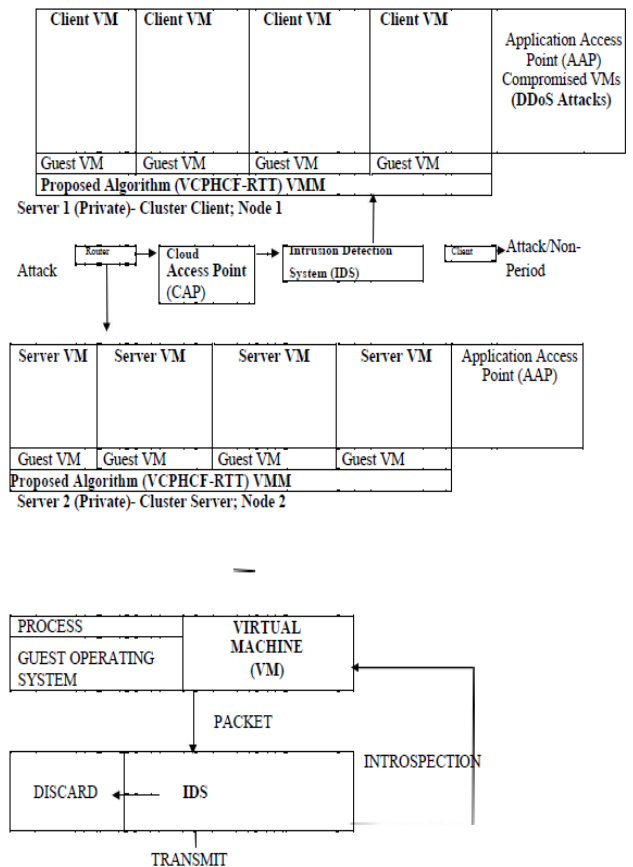 Client VM Client VM Client VM Client VM
Application Access
Point (AAP)
Compromised VMs
(DDoS Attacks)
Guest VM Guest VM Guest VM Guest VM
Proposed Algorithm (VCPHCF-RTT) VMM
Server 1 (Private)- Cluster Client; Node 1
Attack
Router
Cloud
Access Point
(CAP)
Intrusion Detection
System (IDS)
Client
Attack/Non-
Period
Server VM Server VM Server VM Server VM
Application Access
Point (AAP)
Guest VM Guest VM Guest VM Guest VM
Proposed Algorithm (VCPHCF-RTT) VMM
Server 2 (Private)- Cluster Server; Node 2
PROCESS
GUEST OPERATING
SYSTEM
VIRTUAL
MACHINE
(VM)
PACKET
INTROSPECTION
DISCARD
IDS
TRANSMIT